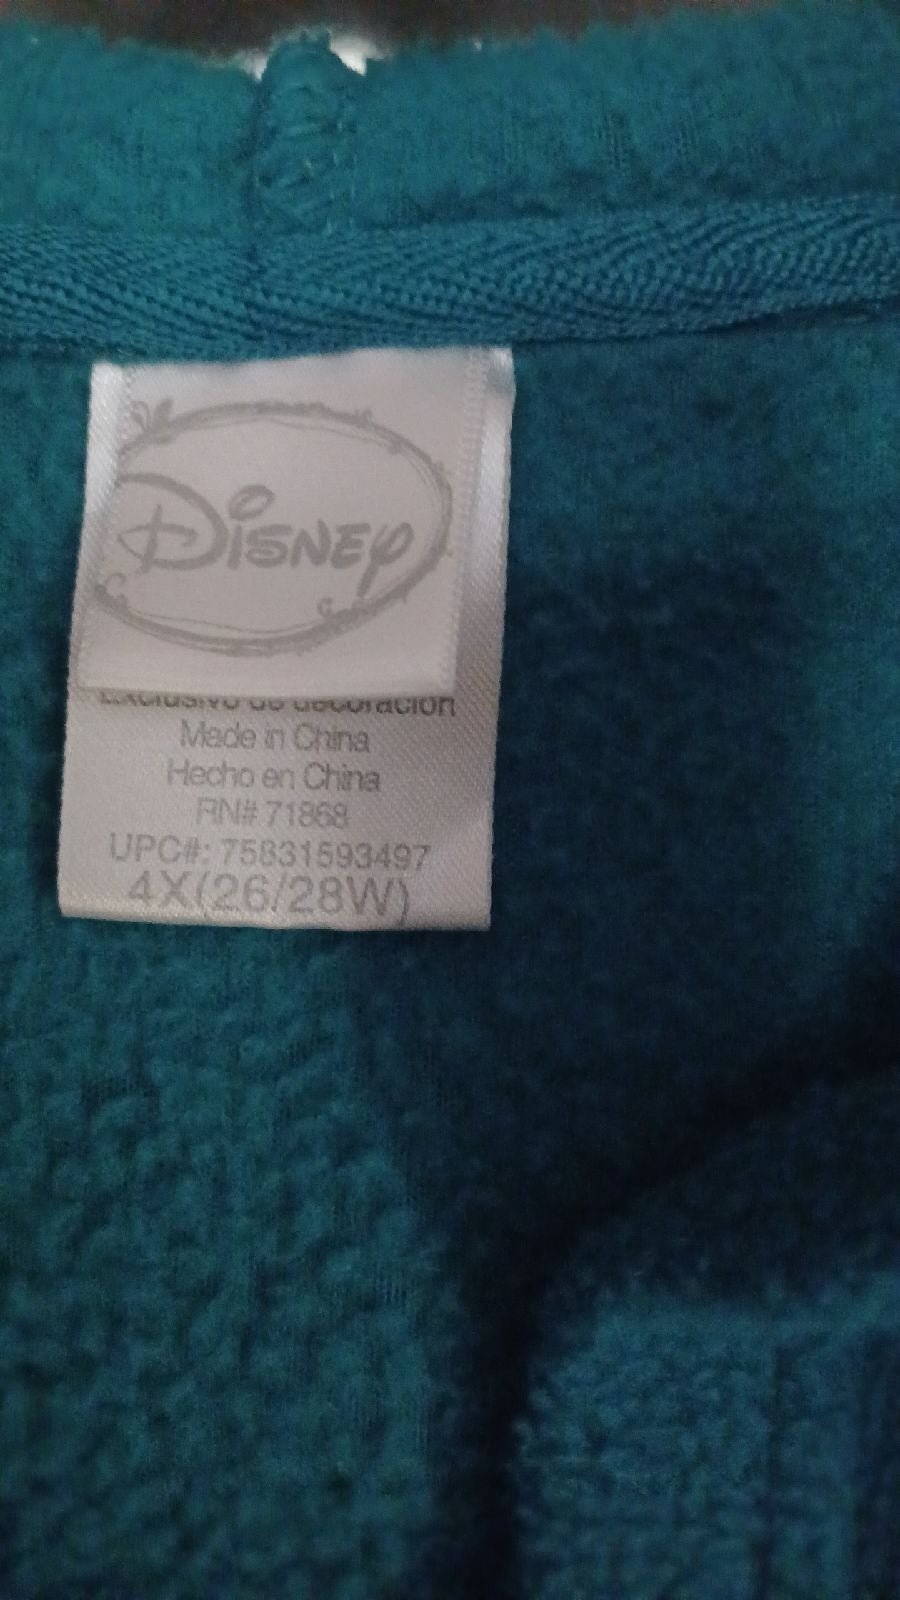 Disney
Exclusivo de decoración
Made in China
Hecho en China
RN# 71868
UPC#: 75831593497
4X(26/28W)